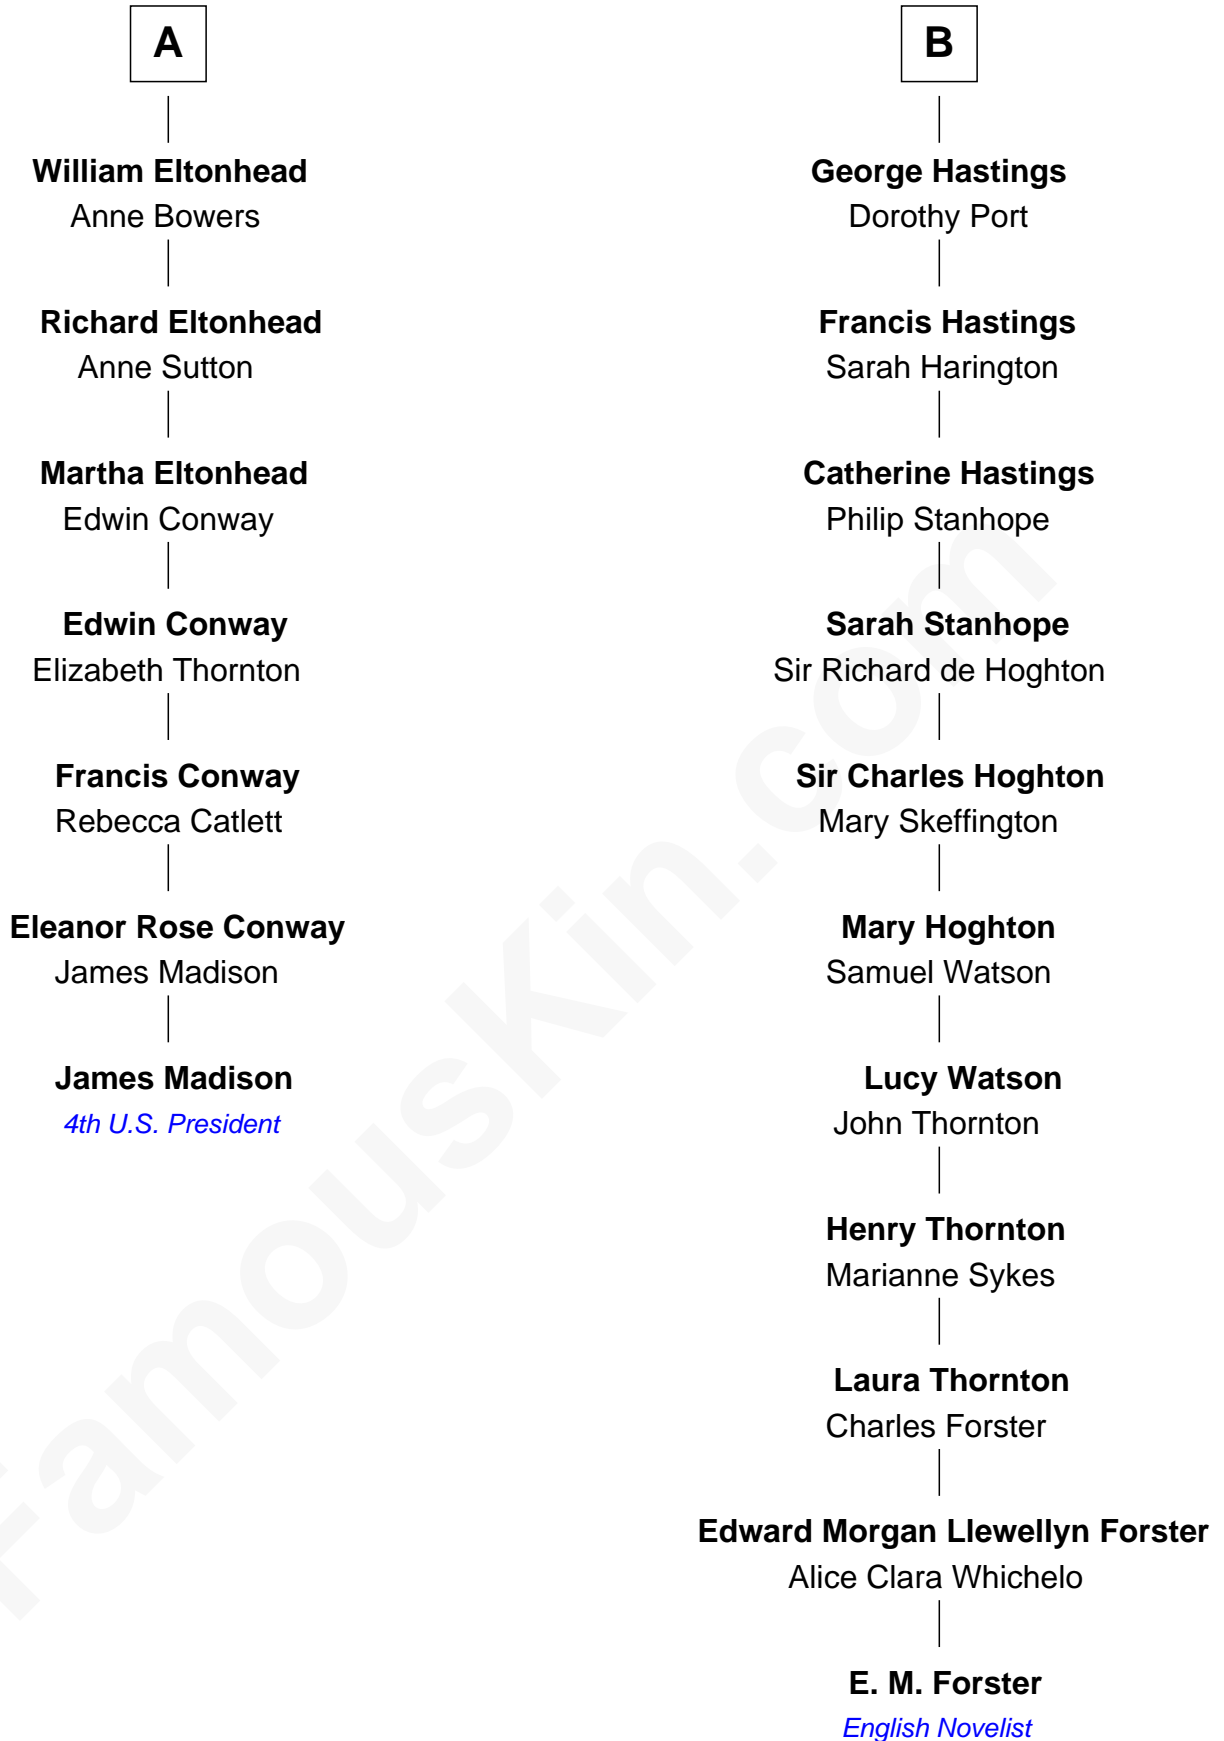 A
William Eltonhead
Anne Bowers
Richard Eltonhead
Anne Sutton
Martha Eltonhead
Edwin Conway
Edwin Conway
Elizabeth Thornton
Francis Conway
Rebecca Catlett
Eleanor Rose Conway
James Madison
James Madison
4th U.S. President
B
George Hastings
Dorothy Port
Francis Hastings
Sarah Harington
Catherine Hastings
Philip Stanhope
Sarah Stanhope
Sir Richard de Hoghton
Sir Charles Hoghton
Mary Skeffington
Mary Hoghton
Samuel Watson
Lucy Watson
John Thornton
Henry Thornton
Marianne Sykes
Laura Thornton
Charles Forster
Edward Morgan Llewellyn Forster
Alice Clara Whichelo
E. M. Forster
English Novelist
FamousKin.com